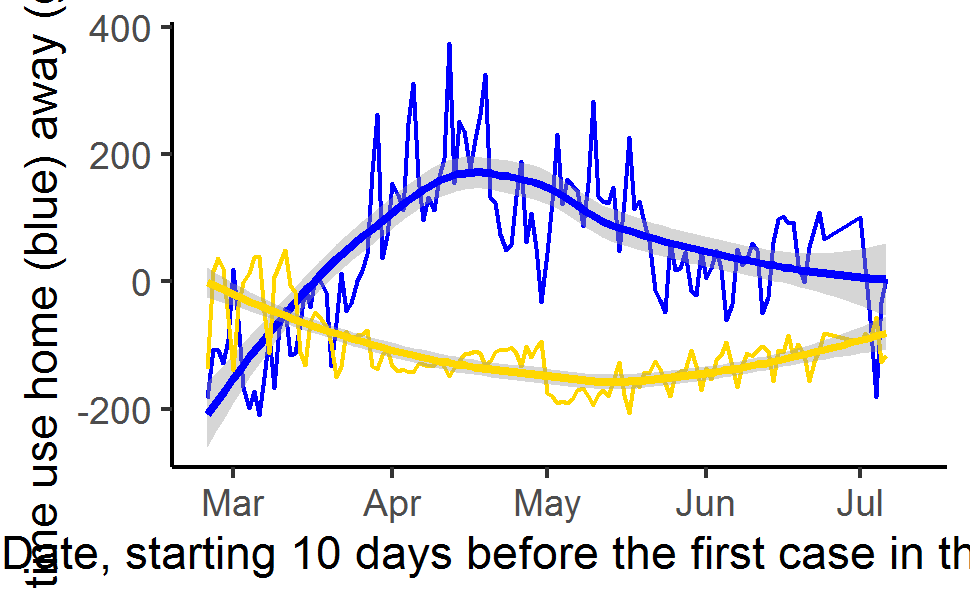 time use home (blue) away (
400
200
0
-200
Mar Apr May Jun Jul
Date, starting 10 days before the first case in th